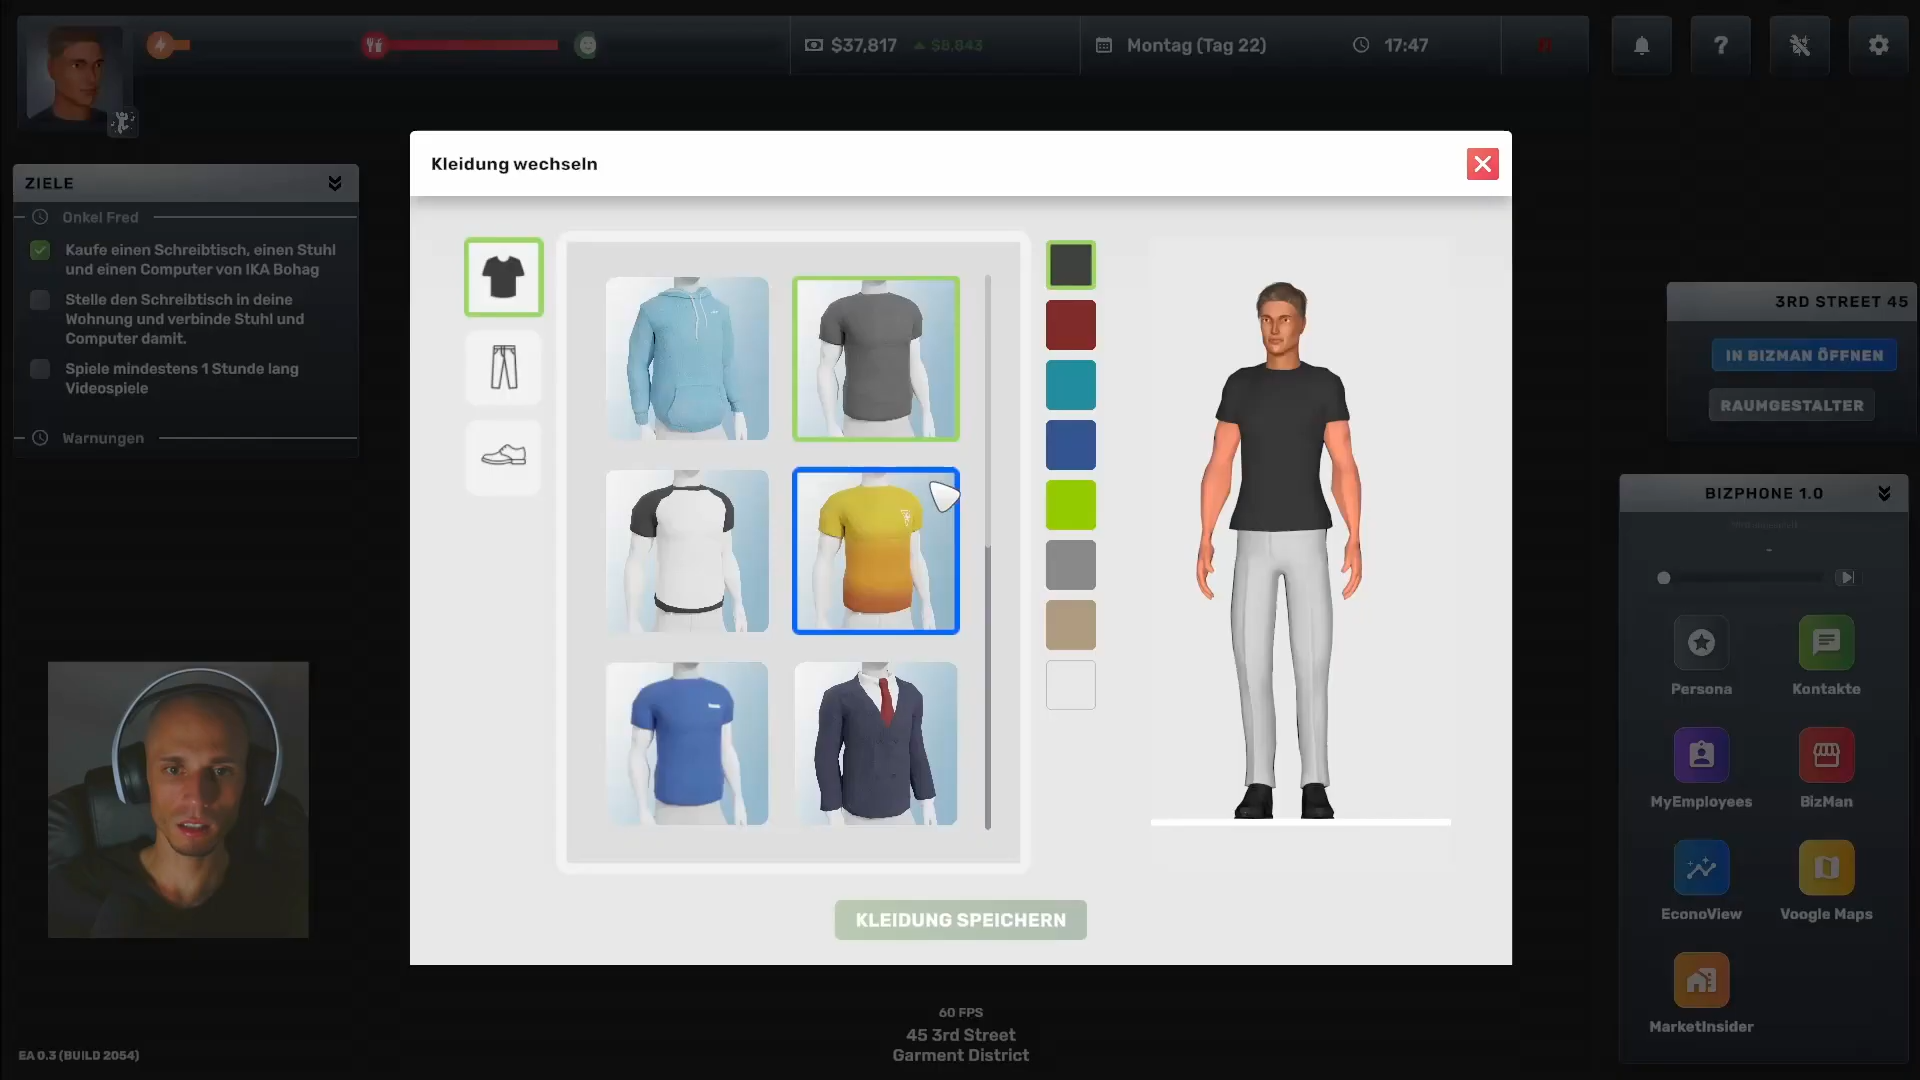 $37,817
$6,843
Montag (Tag 22)
17:47
?
Kleidung wechseln
ZIELE
Onkel Fred
Kaufe einen Schreibtisch, einen Stuhl
und einen Computer von IKA Bohag
Stelle den Schreibtisch in deine
Wohnung und verbinde Stuhl und
Computer damit.
Spiele mindestens 1 Stunde lang
Videospiele
Warnungen
3RD STREET 45
IN BIZMAN ÖFFNEN
RAUMGESTALTER
BIZPHONE 1.0
-
Persona
Kontakte
MyEmployees
BizMan
EconoView
Voogle Maps
MarketInsider
KLEIDUNG SPEICHERN
60 FPS
45 3rd Street
Garment District
EA 0.3 (BUILD 2054)